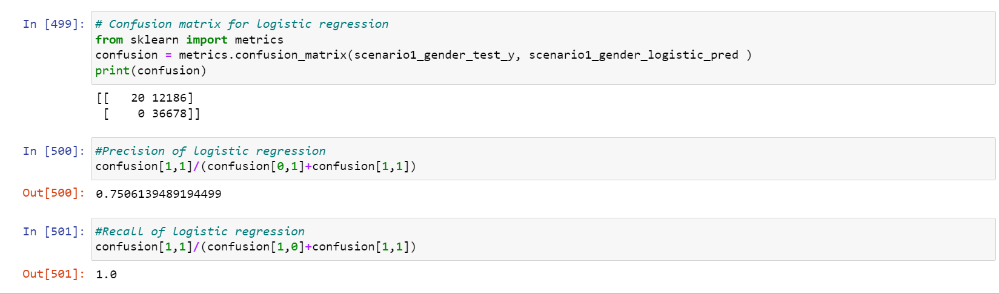 In [499]: # Confusion matrix for logistic regression
from sklearn import metrics
confusion = metrics.confusion_matrix(scenario1_gender_test_y, scenario1_gender_logistic_pred )
print(confusion)
[[   20 12186]
 [    0 36678]]
In [500]: #Precision of logistic regression
confusion[1,1]/(confusion[0,1]+confusion[1,1])
Out[500]: 0.7506139489194499
In [501]: #Recall of logistic regression
confusion[1,1]/(confusion[1,0]+confusion[1,1])
Out[501]: 1.0